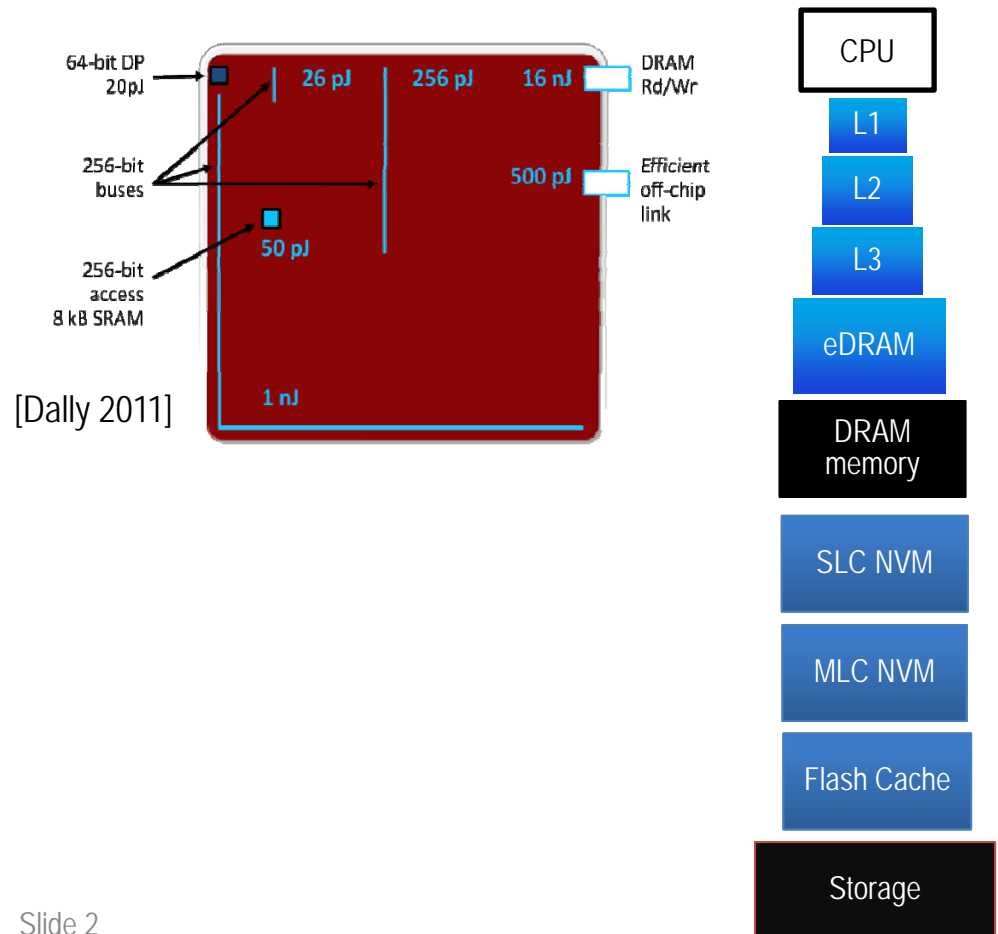 64-bit DP
20pJ
26 pJ
256 pJ
16 nJ
DRAM
Rd/Wr
256-bit
buses
500 pJ
Efficient
off-chip
link
50 pJ
256-bit
access
8 kB SRAM
1 nJ
[Dally 2011]
CPU
L1
L2
L3
eDRAM
DRAM
memory
SLC NVM
MLC NVM
Flash Cache
Storage
Slide 2